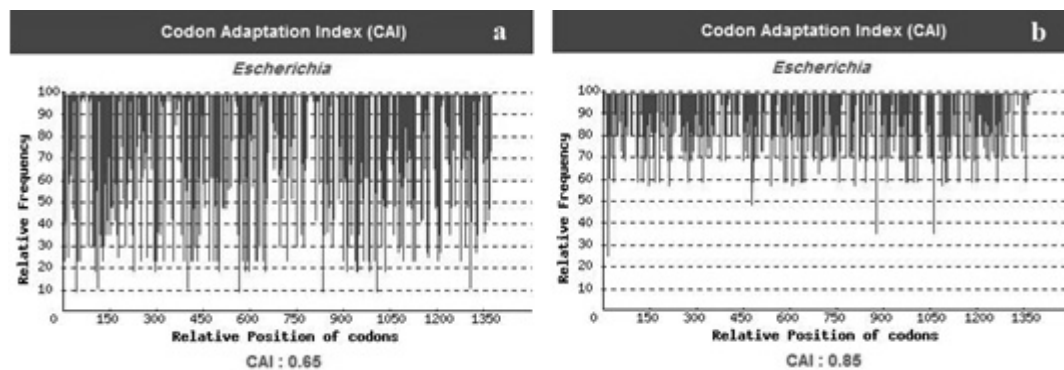 Codon Adaptation Index (CAI) a
Escherichia
100
90
80
70
60
50
40
30
20
10
Relative Frequency
0 150 300 450 600 750 900 1050 1200 1350
Relative Position of codons
CAI : 0.65
Codon Adaptation Index (CAI) b
Escherichia
100
90
80
70
60
50
40
30
20
10
Relative Frequency
0 150 300 450 600 750 900 1050 1200 1350
Relative Position of codons
CAI : 0.85